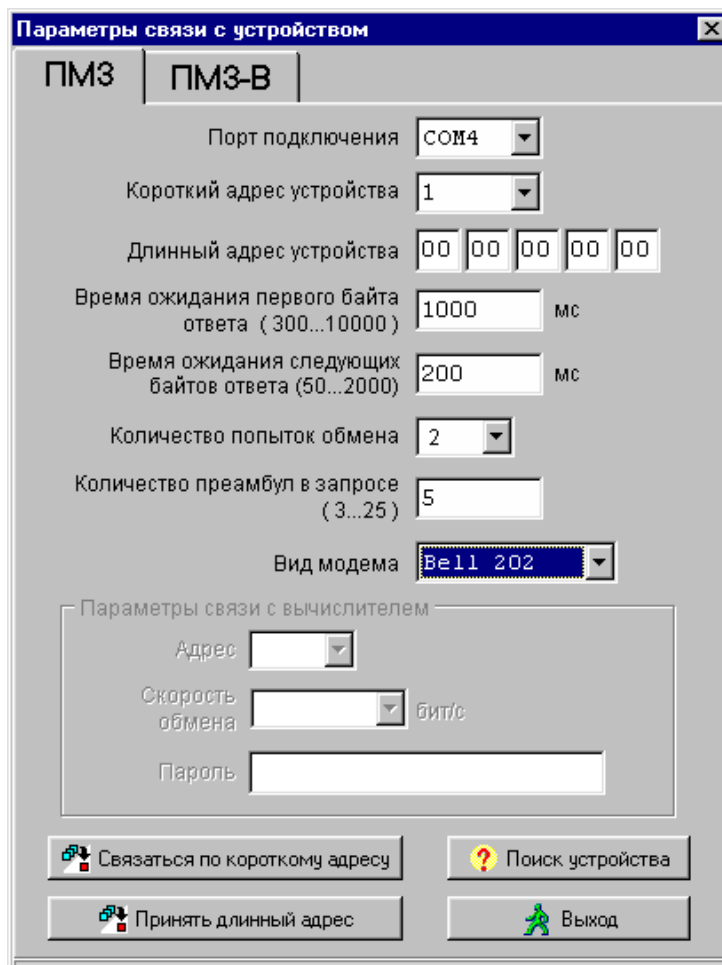 Параметры связи с устройством
ПМ3 ПМ3-В
Порт подключения COM4
Короткий адрес устройства 1
Длинный адрес устройства 00 00 00 00 00
Время ожидания первого байта
ответа ( 300...10000 ) 1000 мс
Время ожидания следующих
байтов ответа (50...2000) 200 мс
Количество попыток обмена 2
Количество преамбул в запросе
( 3...25 ) 5
Вид модема Bell 202
Параметры связи с вычислителем
Адрес
Скорость
обмена бит/с
Пароль
Связаться по короткому адресу Поиск устройства
Принять длинный адрес Выход